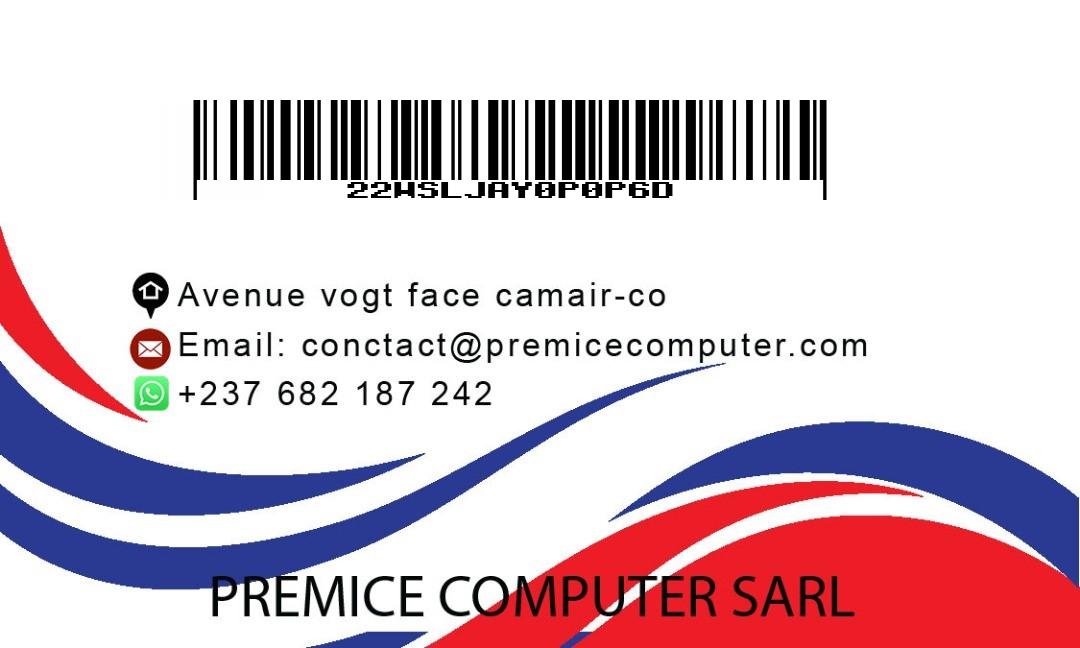 22WSLJAY0P0P6D
Avenue vogt face camair-co
Email: conctact@premicecomputer.com
+237 682 187 242
PREMICE COMPUTER SARL